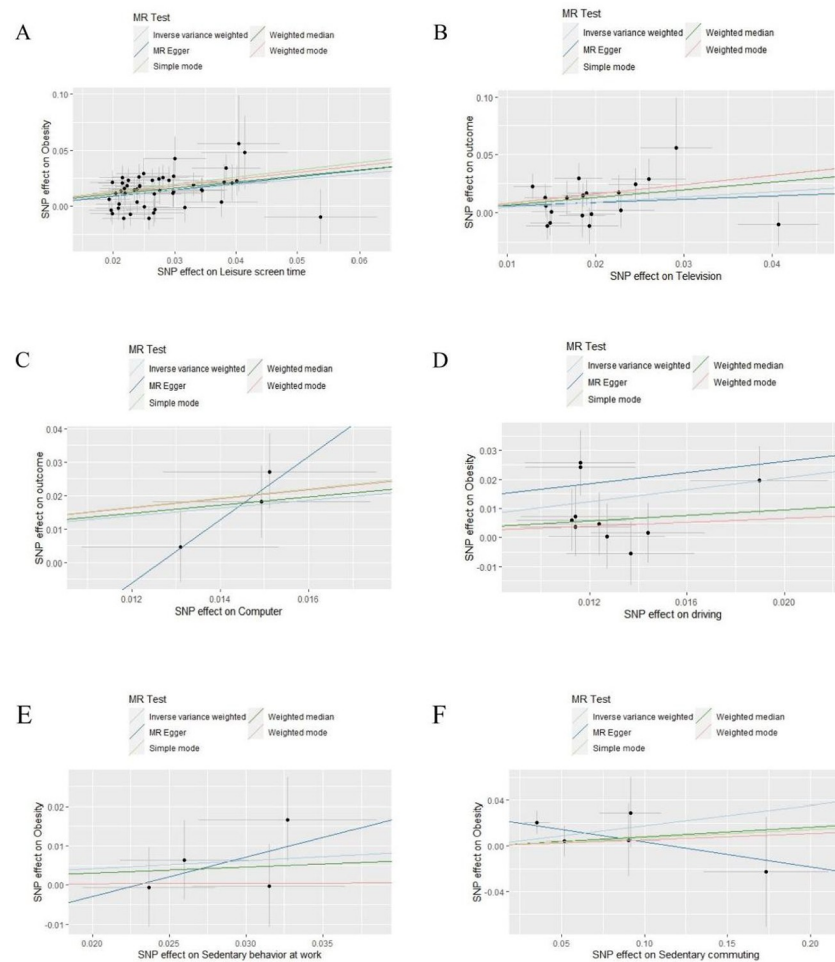 A
MR Test
Inverse variance weighted
Weighted median
MR Egger
Weighted mode
Simple mode
SNP effect on Obesity
0.10
0.05
0.00
0.02
0.03
0.04
0.05
0.06
SNP effect on Leisure screen time
B
MR Test
Inverse variance weighted
Weighted median
MR Egger
Weighted mode
Simple mode
SNP effect on outcome
0.10
0.05
0.00
0.01
0.02
0.03
0.04
SNP effect on Television
C
MR Test
Inverse variance weighted
Weighted median
MR Egger
Weighted mode
Simple mode
SNP effect on outcome
0.04
0.03
0.02
0.01
0.00
0.012
0.014
0.016
SNP effect on Computer
D
MR Test
Inverse variance weighted
Weighted median
MR Egger
Weighted mode
Simple mode
SNP effect on Obesity
0.03
0.02
0.01
0.00
-0.01
0.012
0.016
0.020
SNP effect on driving
E
MR Test
Inverse variance weighted
Weighted median
MR Egger
Weighted mode
Simple mode
SNP effect on Obesity
0.02
0.01
0.00
-0.01
0.020
0.025
0.030
0.035
SNP effect on Sedentary behavior at work
F
MR Test
Inverse variance weighted
Weighted median
MR Egger
Weighted mode
Simple mode
SNP effect on Obesity
0.04
0.00
-0.04
0.05
0.10
0.15
0.20
SNP effect on Sedentary commuting